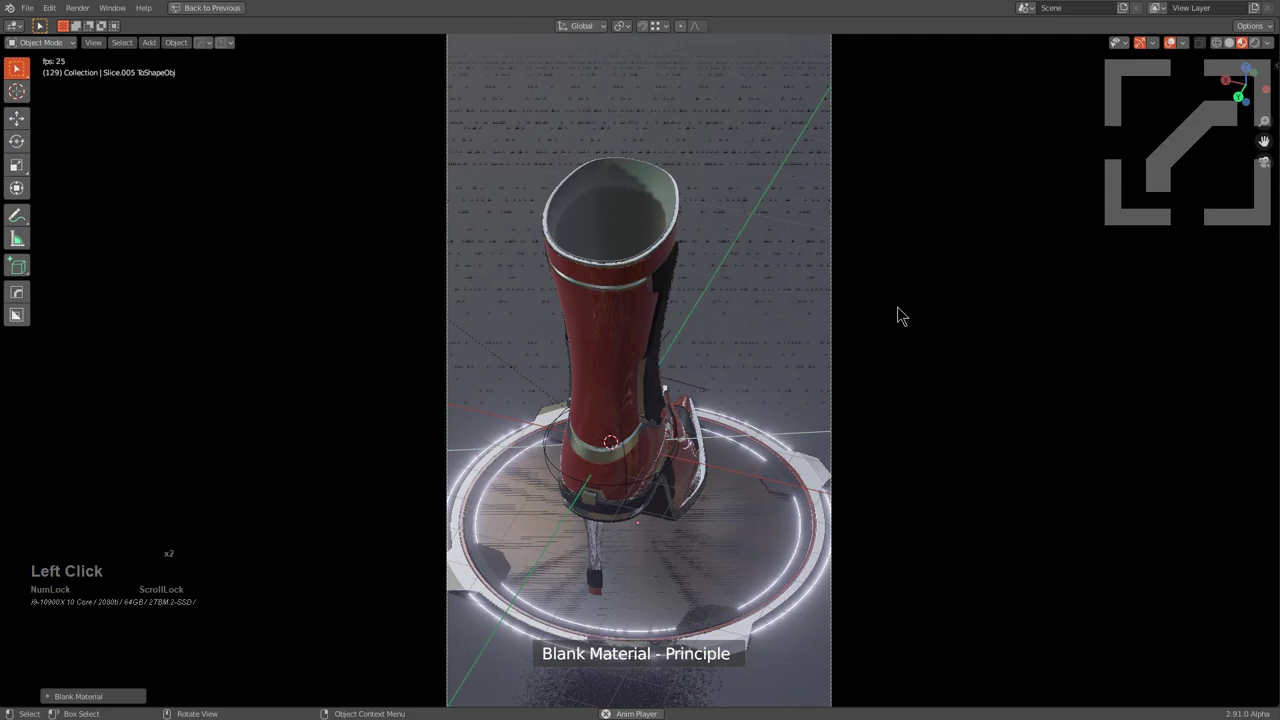 File Edit Render Window Help Back to Previous
Scene View Layer
Global Options
Object Mode View Select Add Object
fps: 25
(129) Collection | Slice.005 ToShapeObj
x2
Left Click
NumLock ScrollLock
i9-10900X 10 Core / 2080ti / 64GB / 2TBM.2-SSD /
Blank Material - Principle
Blank Material
Select Box Select Rotate View Object Context Menu Anim Player 2.91.0 Alpha